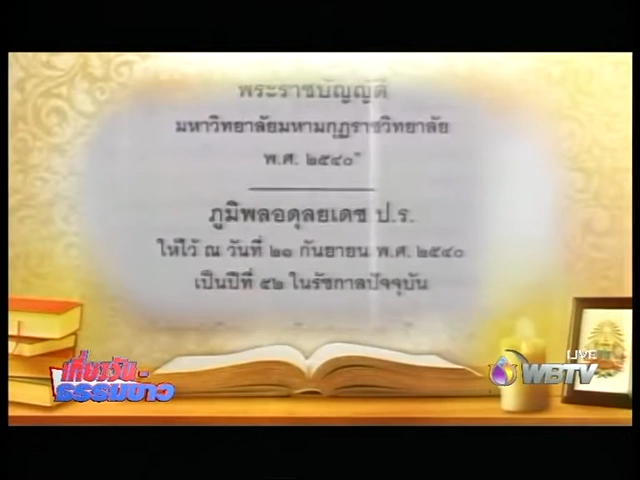 พระราชบัญญัติ
มหาวิทยาลัยมหามกุฏราชวิทยาลัย
พ.ศ. ๒๕๔๐"
ภูมิพลอดุลยเดช ป.ร.
ให้ไว้ ณ วันที่ ๒๑ กันยายน พ.ศ. ๒๕๔๐
เป็นปีที่ ๕๒ ในรัชกาลปัจจุบัน
เกี่ยววัน-
ธรรมขาว
LIVE
WBTV